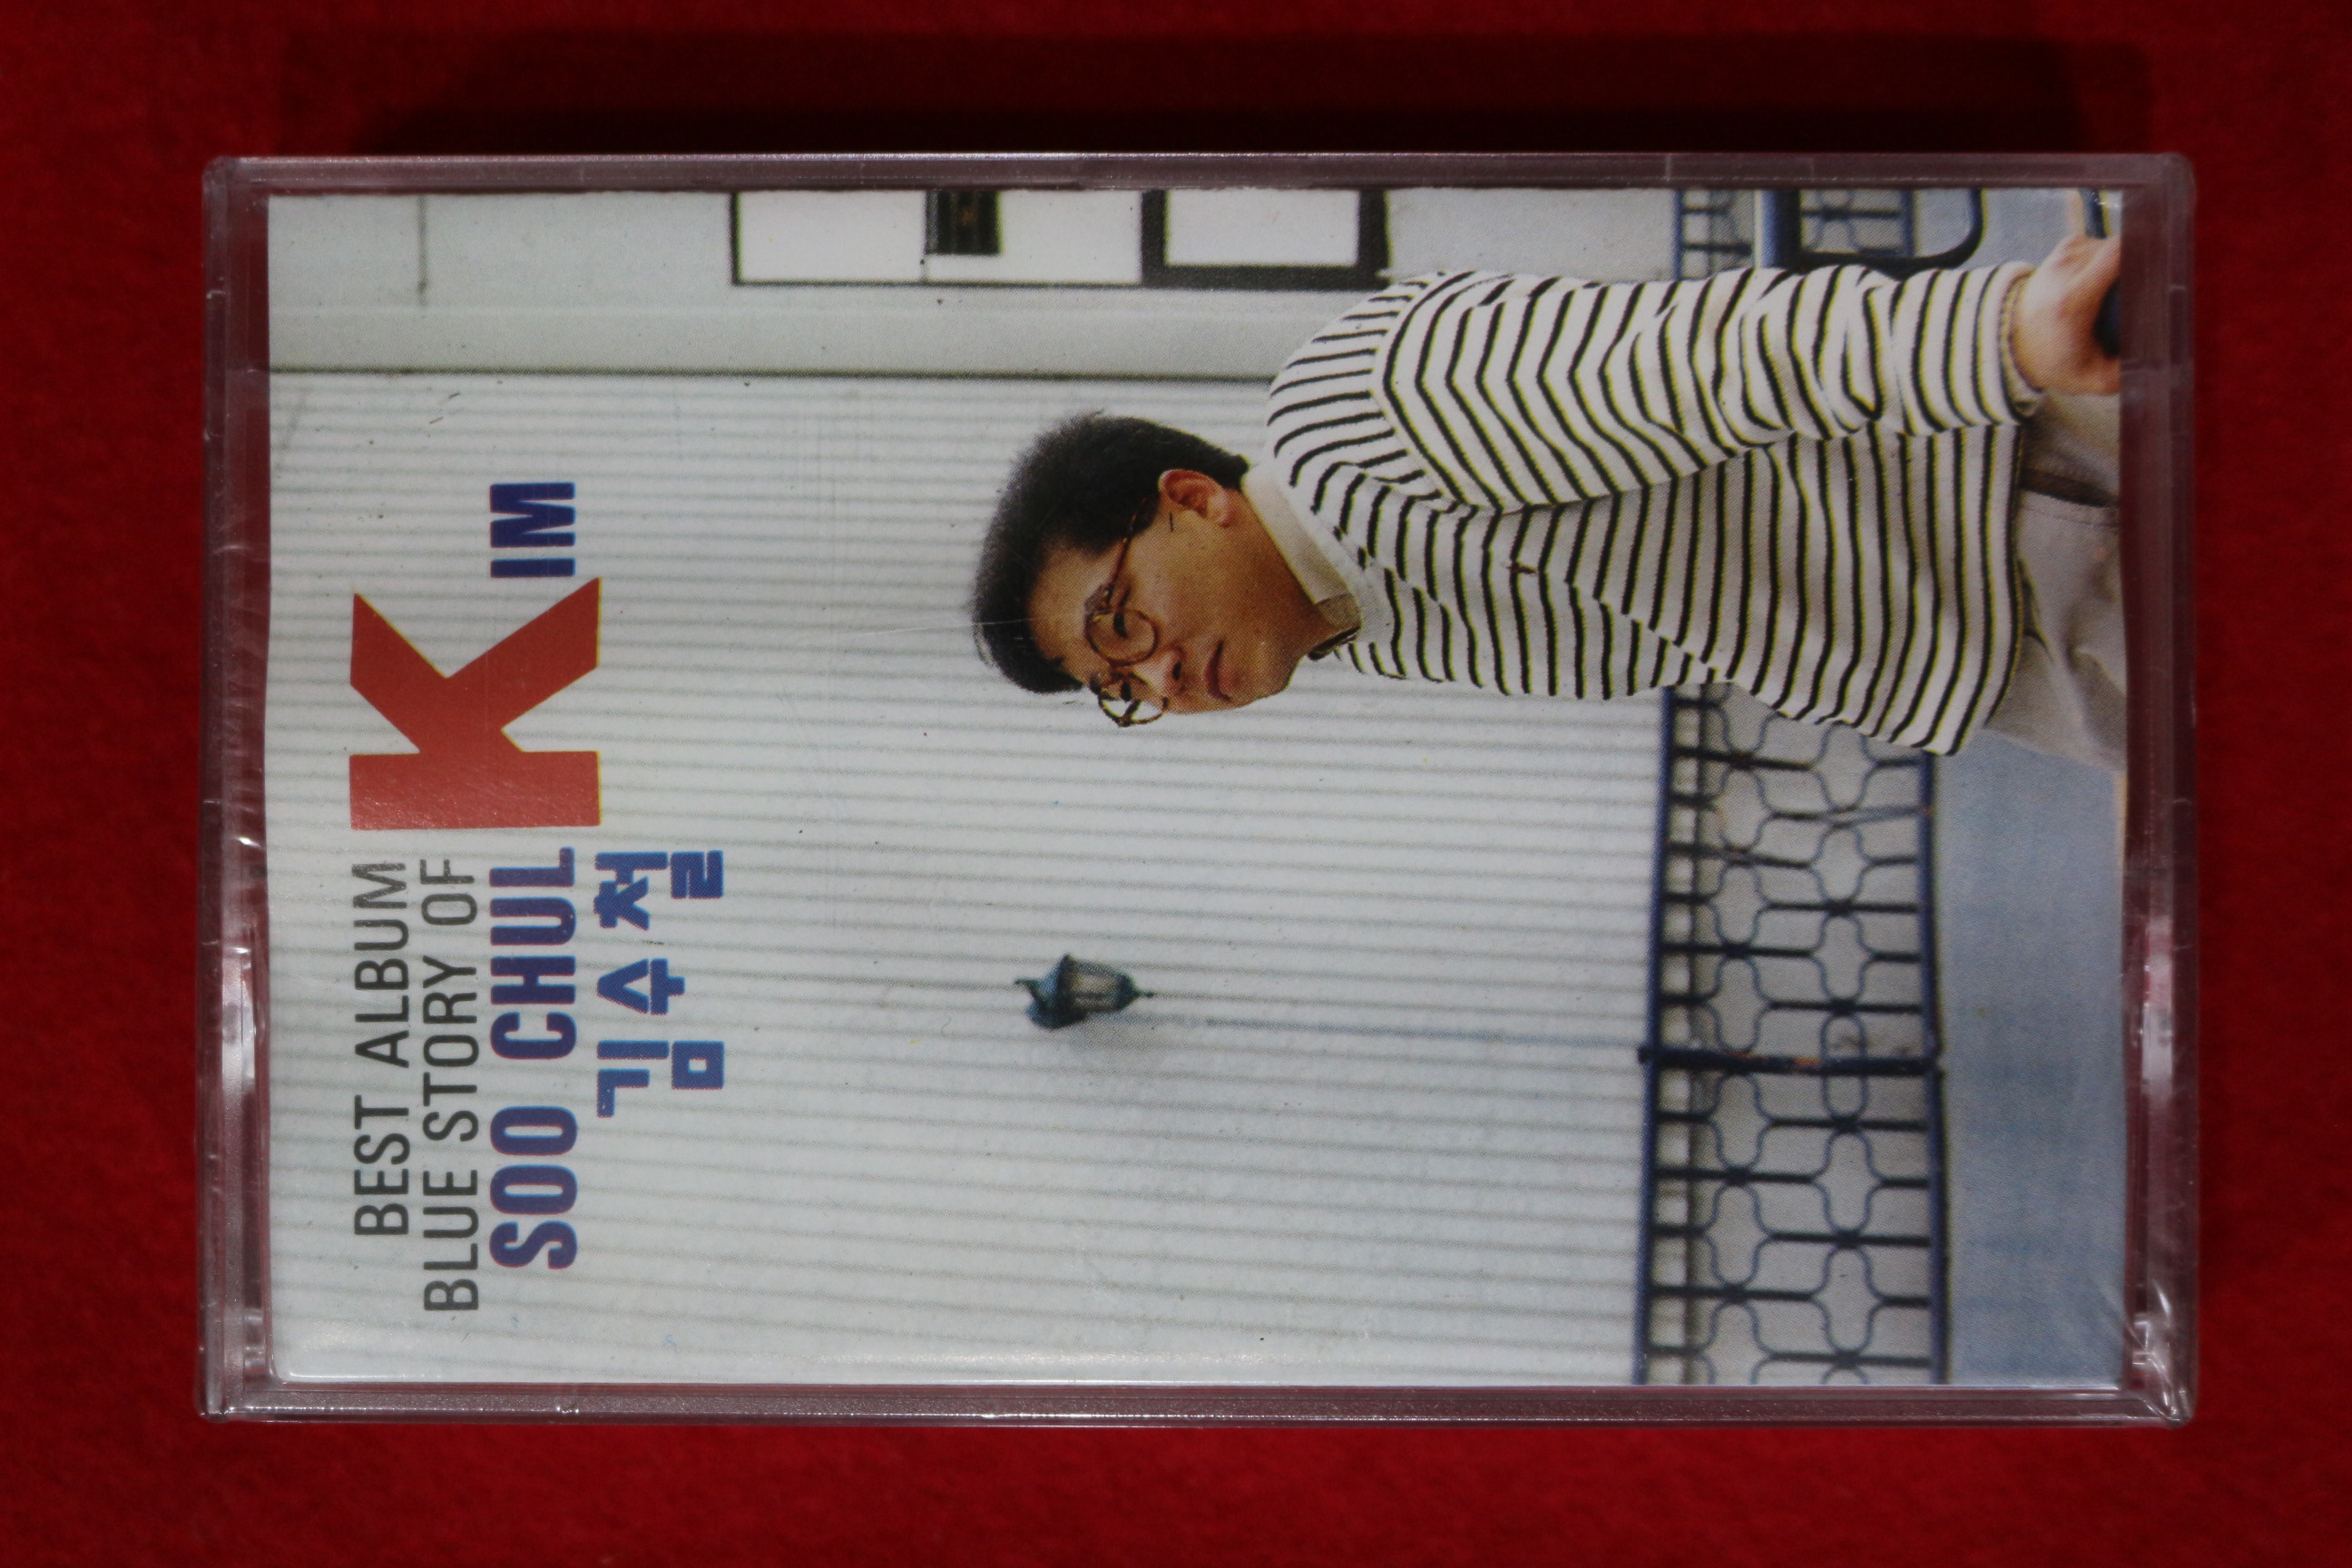 BEST ALBUM
BLUE STORY OF
SOO CHUL KIM
김수철